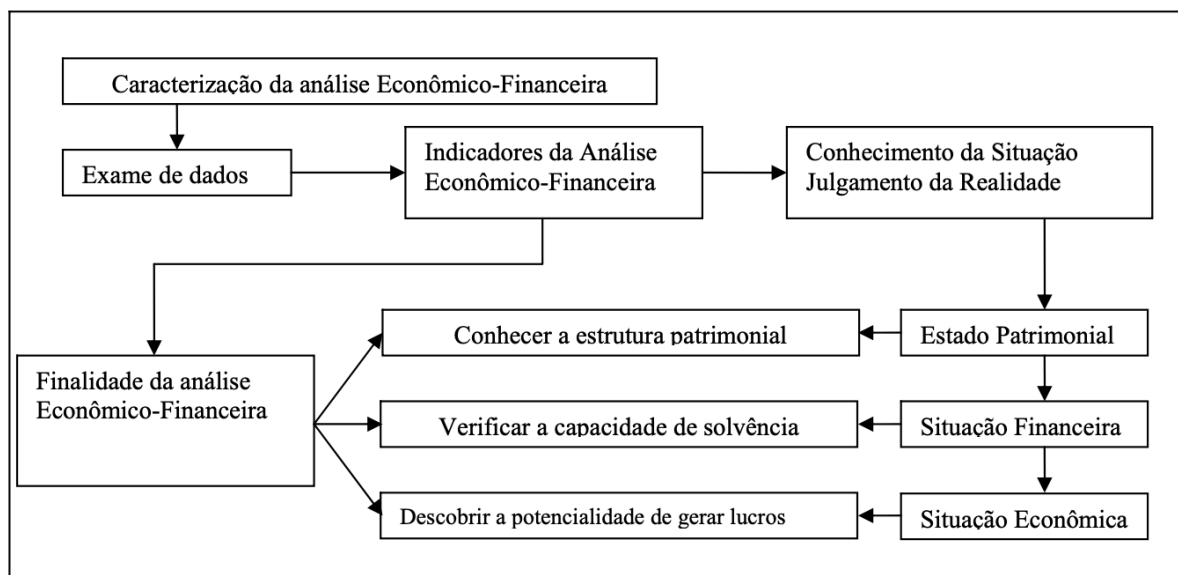 Caracterização da análise Econômico-Financeira
Exame de dados
Indicadores da Análise
Econômico-Financeira
Conhecimento da Situação
Julgamento da Realidade
Conhecer a estrutura patrimonial
Estado Patrimonial
Finalidade da análise
Econômico-Financeira
Verificar a capacidade de solvência
Situação Financeira
Descobrir a potencialidade de gerar lucros
Situação Econômica